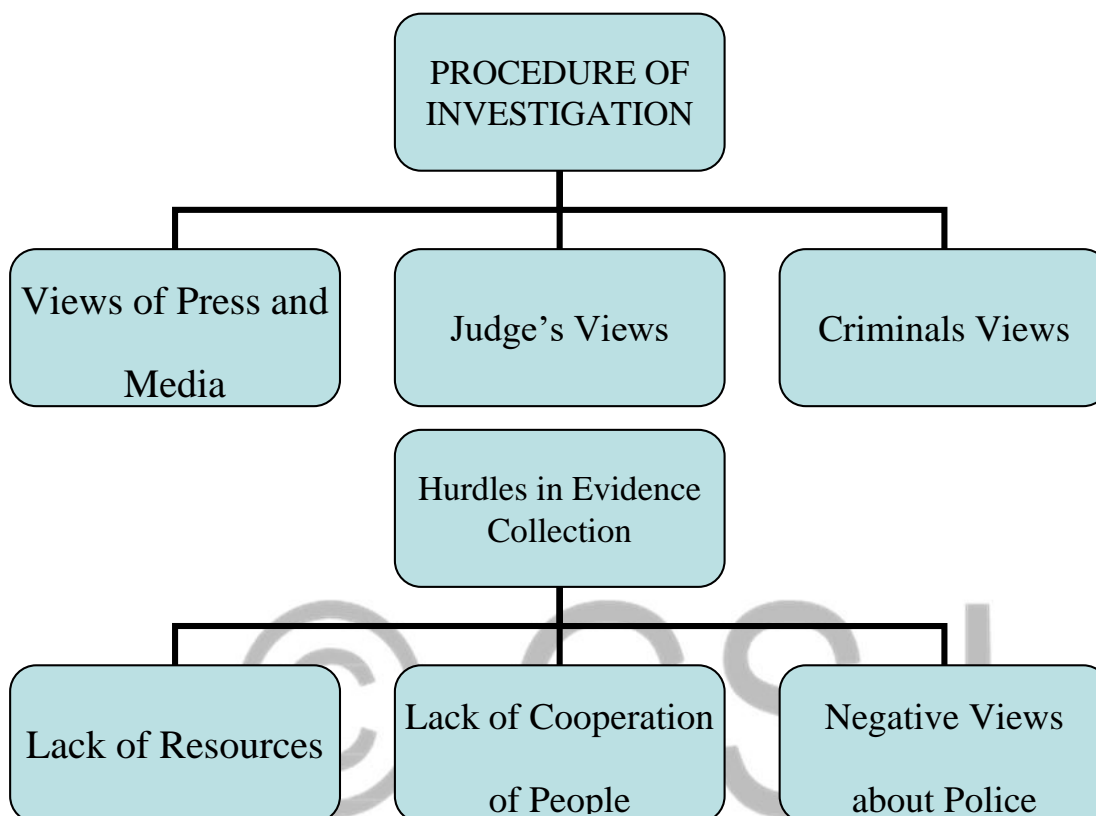 PROCEDURE OF
INVESTIGATION
Views of Press and
Media
Judge’s Views
Criminals Views
Hurdles in Evidence
Collection
Lack of Resources
Lack of Cooperation
of People
Negative Views
about Police